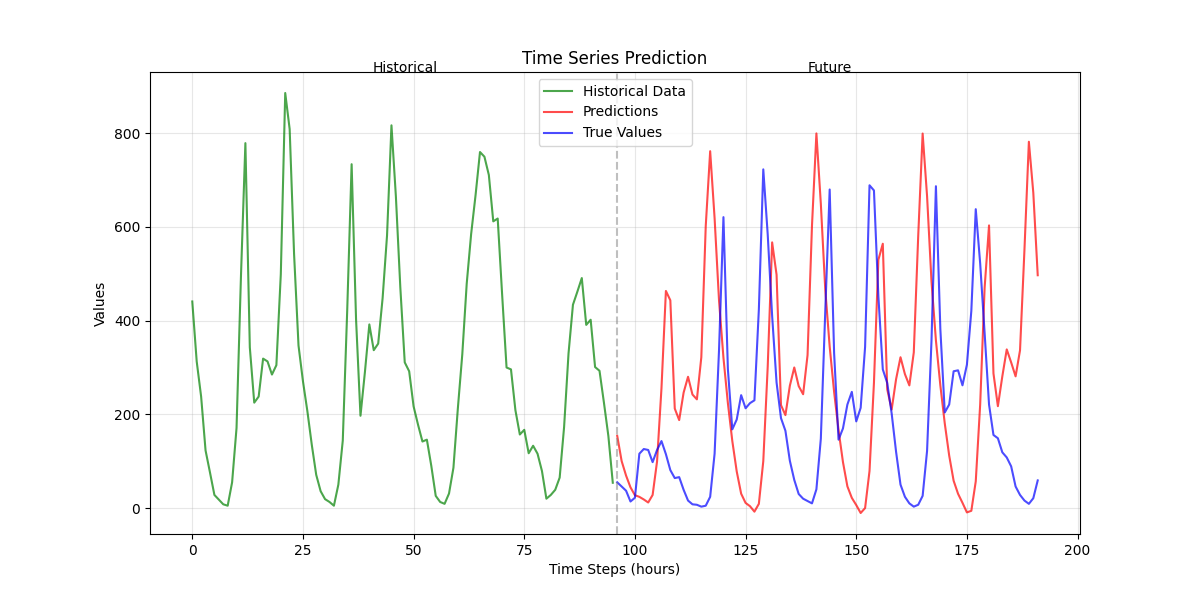 Time Series Prediction
Historical
Future
Historical Data
Predictions
True Values
Values
800
600
400
200
0
0
25
50
75
100
125
150
175
200
Time Steps (hours)